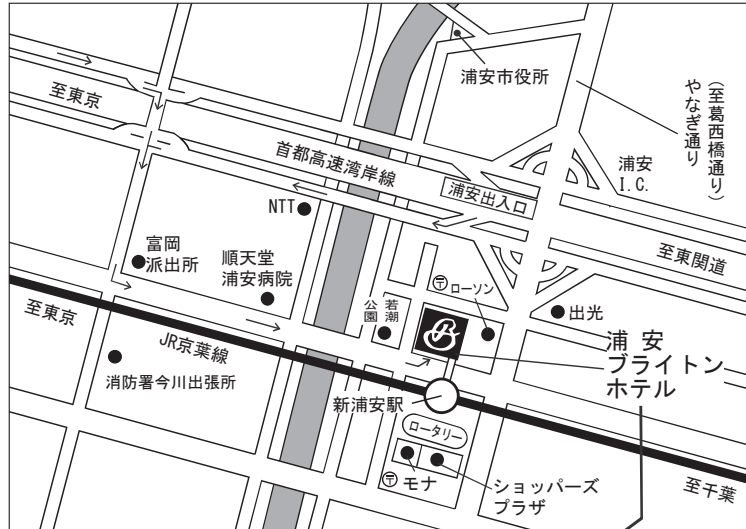 浦安市役所
至東京
(至葛西橋通り)
やなぎ通り
首都高速湾岸線
浦安
I.C.
浦安出入口
NTT
至東関道
富岡
派出所
順天堂
浦安病院
〒ローソン
若潮
公園
出光
至東京
JR京葉線
浦安
ブライトン
ホテル
消防署今川出張所
新浦安駅
ロータリー
〒
モナ
ショッパーズ
プラザ
至千葉
B